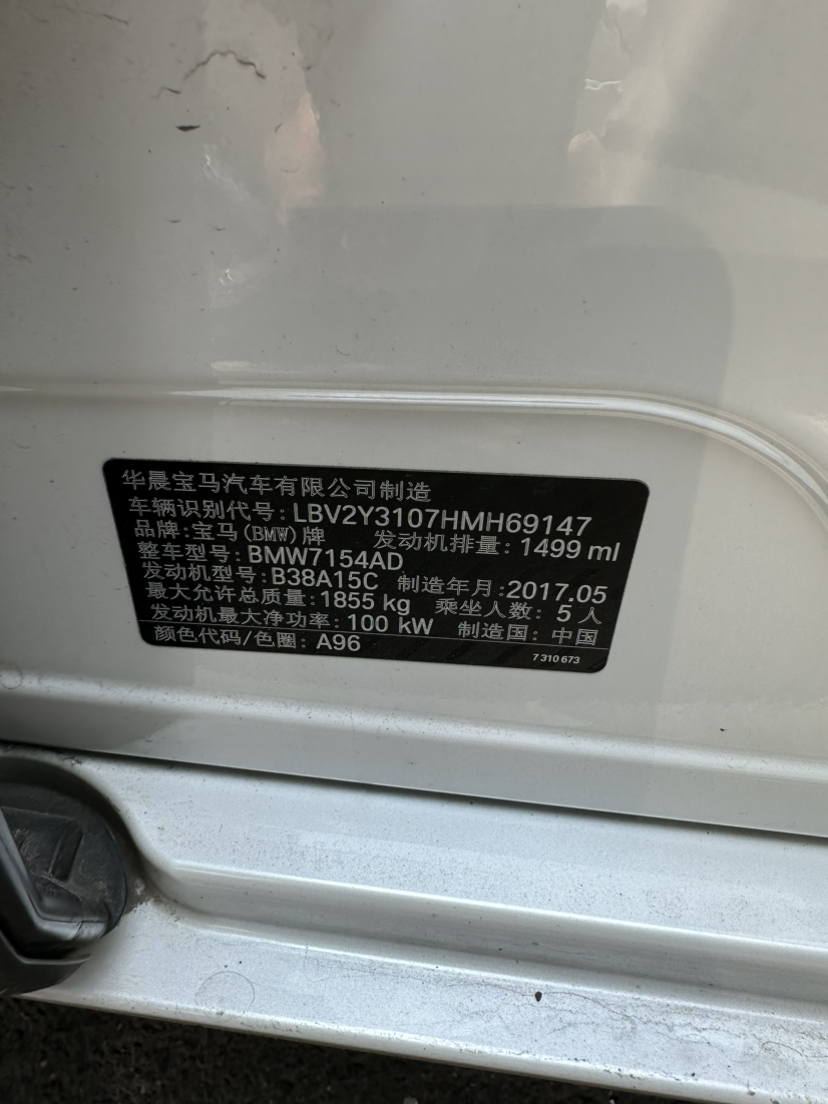 华晨宝马汽车有限公司制造
车辆识别代号: LBV2Y3107HMH69147
品牌:宝马(BMW)牌 发动机排量: 1499 ml
整车型号: BMW7154AD
发动机型号: B38A15C 制造年月:2017.05
最大允许总质量: 1855 kg 乘坐人数: 5 人
发动机最大净功率: 100 kW 制造国: 中国
颜色代码/色圈: A96
7 310 673